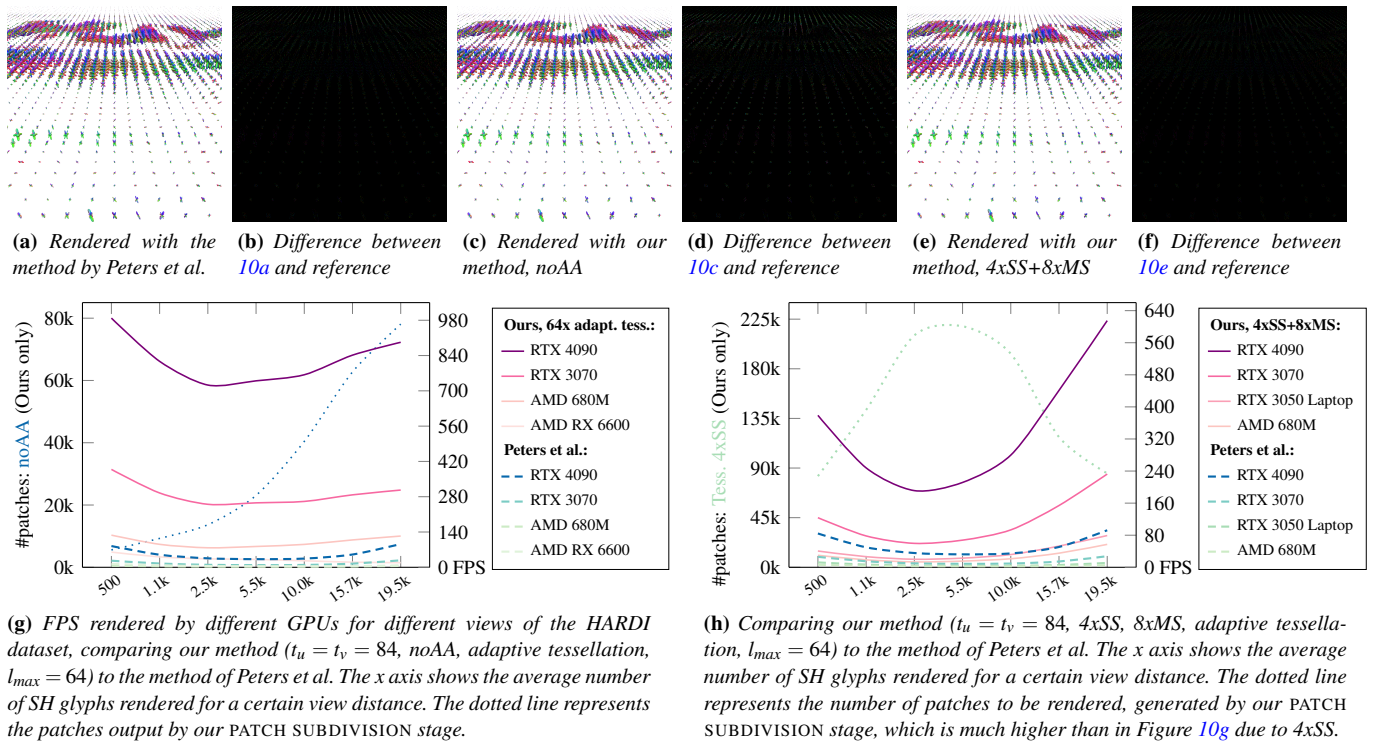 (a) Rendered with the
method by Peters et al.
(b) Difference between
10a and reference
(c) Rendered with our
method, noAA
(d) Difference between
10c and reference
(e) Rendered with our
method, 4xSS+8xMS
(f) Difference between
10e and reference
#patches: noAA (Ours only)
80k
60k
40k
20k
0k
980
840
700
560
420
280
140
0 FPS
500
1.1k
2.5k
5.5k
10.0k
15.7k
19.5k
Ours, 64x adapt. tess.:
RTX 4090
RTX 3070
AMD 680M
AMD RX 6600
Peters et al.:
RTX 4090
RTX 3070
AMD 680M
AMD RX 6600
#patches: Tess. 4xSS (Ours only)
225k
180k
135k
90k
45k
0k
640
560
480
400
320
240
160
80
0 FPS
500
1.1k
2.5k
5.5k
10.0k
15.7k
19.5k
Ours, 4xSS+8xMS:
RTX 4090
RTX 3070
RTX 3050 Laptop
AMD 680M
Peters et al.:
RTX 4090
RTX 3070
RTX 3050 Laptop
AMD 680M
(g) FPS rendered by different GPUs for different views of the HARDI
dataset, comparing our method (tu = tv = 84, noAA, adaptive tessellation,
lmax = 64) to the method of Peters et al. The x axis shows the average number
of SH glyphs rendered for a certain view distance. The dotted line represents
the patches output by our PATCH SUBDIVISION stage.
(h) Comparing our method (tu = tv = 84, 4xSS, 8xMS, adaptive tessella-
tion, lmax = 64) to the method of Peters et al. The x axis shows the average
number of SH glyphs rendered for a certain view distance. The dotted line
represents the number of patches to be rendered, generated by our PATCH
SUBDIVISION stage, which is much higher than in Figure 10g due to 4xSS.